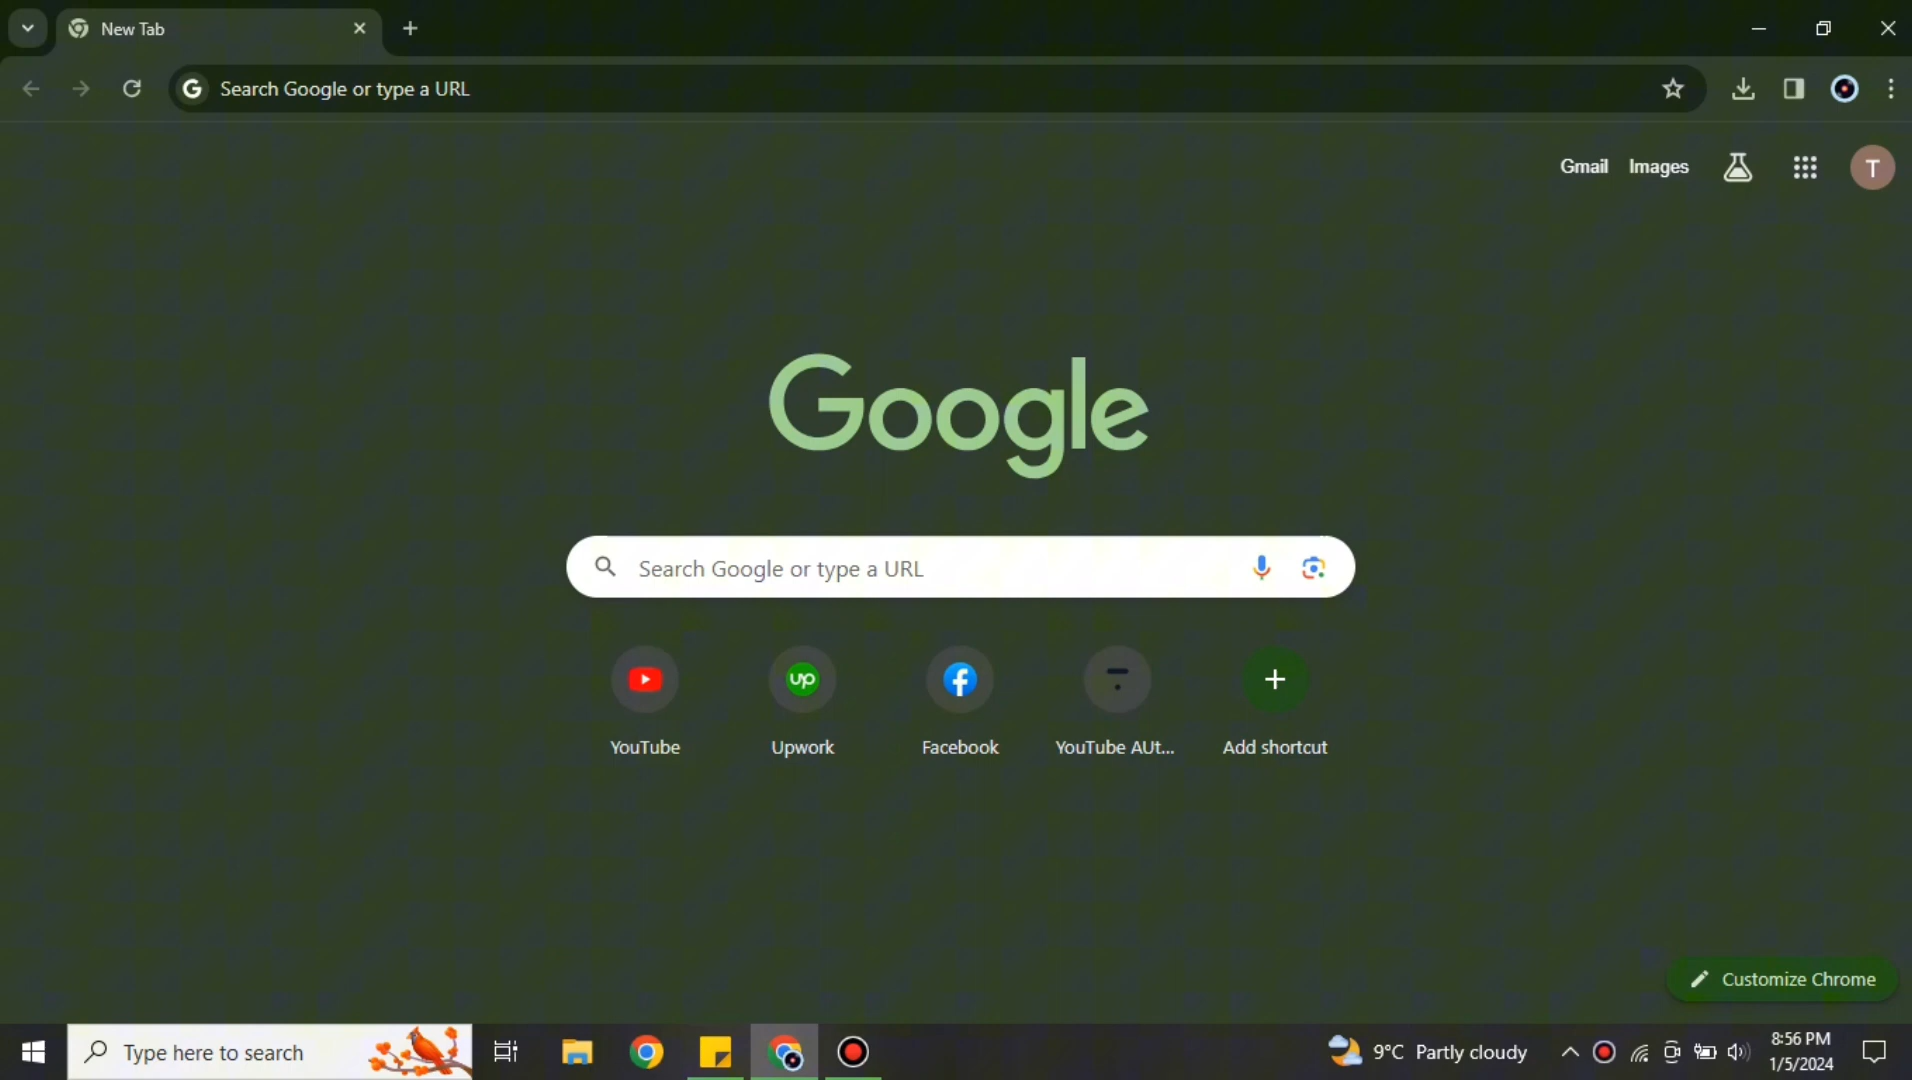 New Tab
Search Google or type a URL
Gmail Images
T
Google
Search Google or type a URL
up
YouTube Upwork Facebook YouTube AUt... Add shortcut
Customize Chrome
Type here to search
9°C Partly cloudy
8:56 PM
1/5/2024